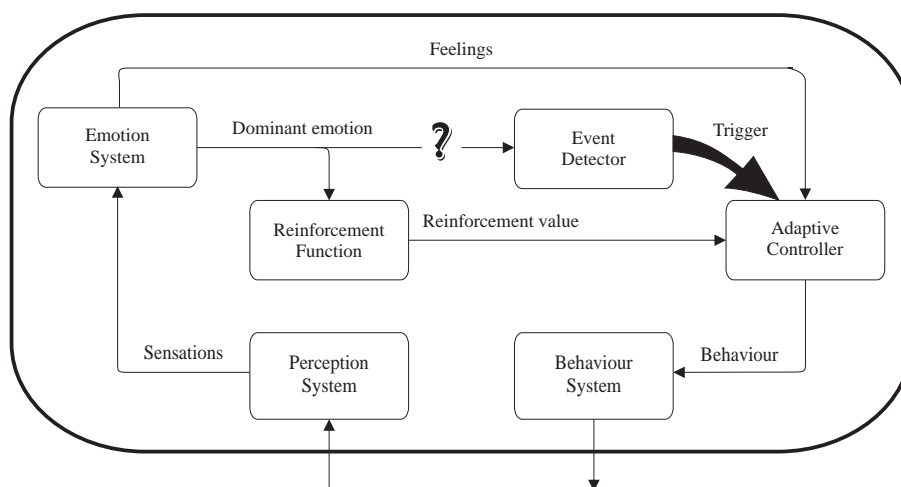 Feelings
Emotion
System
Dominant emotion
?
Event
Detector
Trigger
Reinforcement
Function
Reinforcement value
Adaptive
Controller
Sensations
Perception
System
Behaviour
System
Behaviour